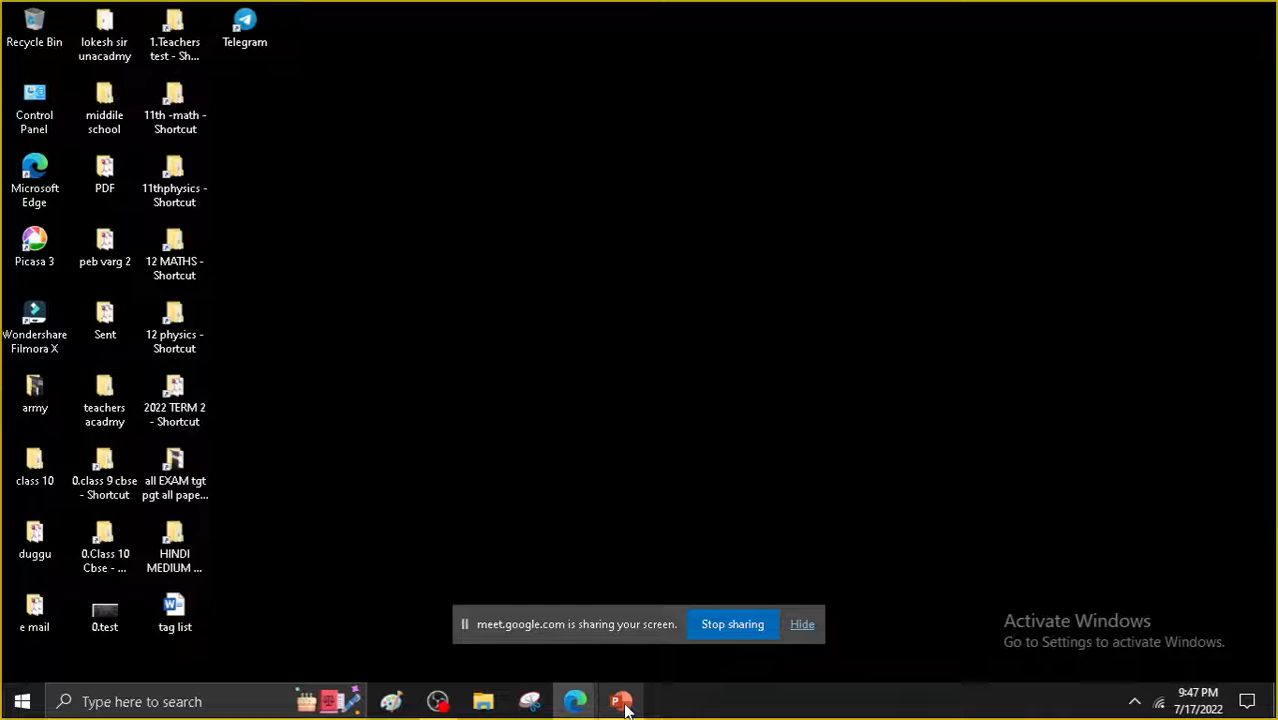 Recycle Bin
lokesh sir
unacadmy
1.Teachers
test - Sh...
Telegram
Control
Panel
middile
school
11th -math -
Shortcut
Microsoft
Edge
PDF
11thphysics -
Shortcut
Picasa 3
peb varg 2
12 MATHS -
Shortcut
Wondershare
Filmora X
Sent
12 physics -
Shortcut
army
teachers
acadmy
2022 TERM 2
- Shortcut
class 10
0.class 9 cbse
- Shortcut
all EXAM tgt
pgt all pape...
duggu
0.Class 10
Cbse - ...
HINDI
MEDIUM ...
e mail
0.test
tag list
meet.google.com is sharing your screen.
Stop sharing
Hide
Activate Windows
Go to Settings to activate Windows.
Type here to search
9:47 PM
7/17/2022